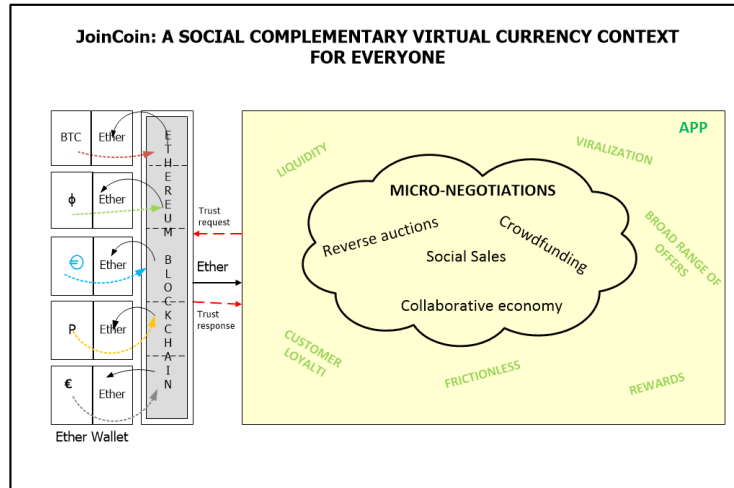 JoinCoin: A SOCIAL COMPLEMENTARY VIRTUAL CURRENCY CONTEXT
FOR EVERYONE
BTC
Ether
ϕ
Ether
€
Ether
P
Ether
€
Ether
Ether Wallet
ETHEREUM BLOCKCHAIN
Trust
request
Ether
Trust
response
APP
LIQUIDITY
VIRALIZATION
MICRO-NEGOTIATIONS
Reverse auctions
Crowdfunding
Social Sales
Collaborative economy
BROAD RANGE OF
OFFERS
CUSTOMER
LOYALTI
FRICTIONLESS
REWARDS